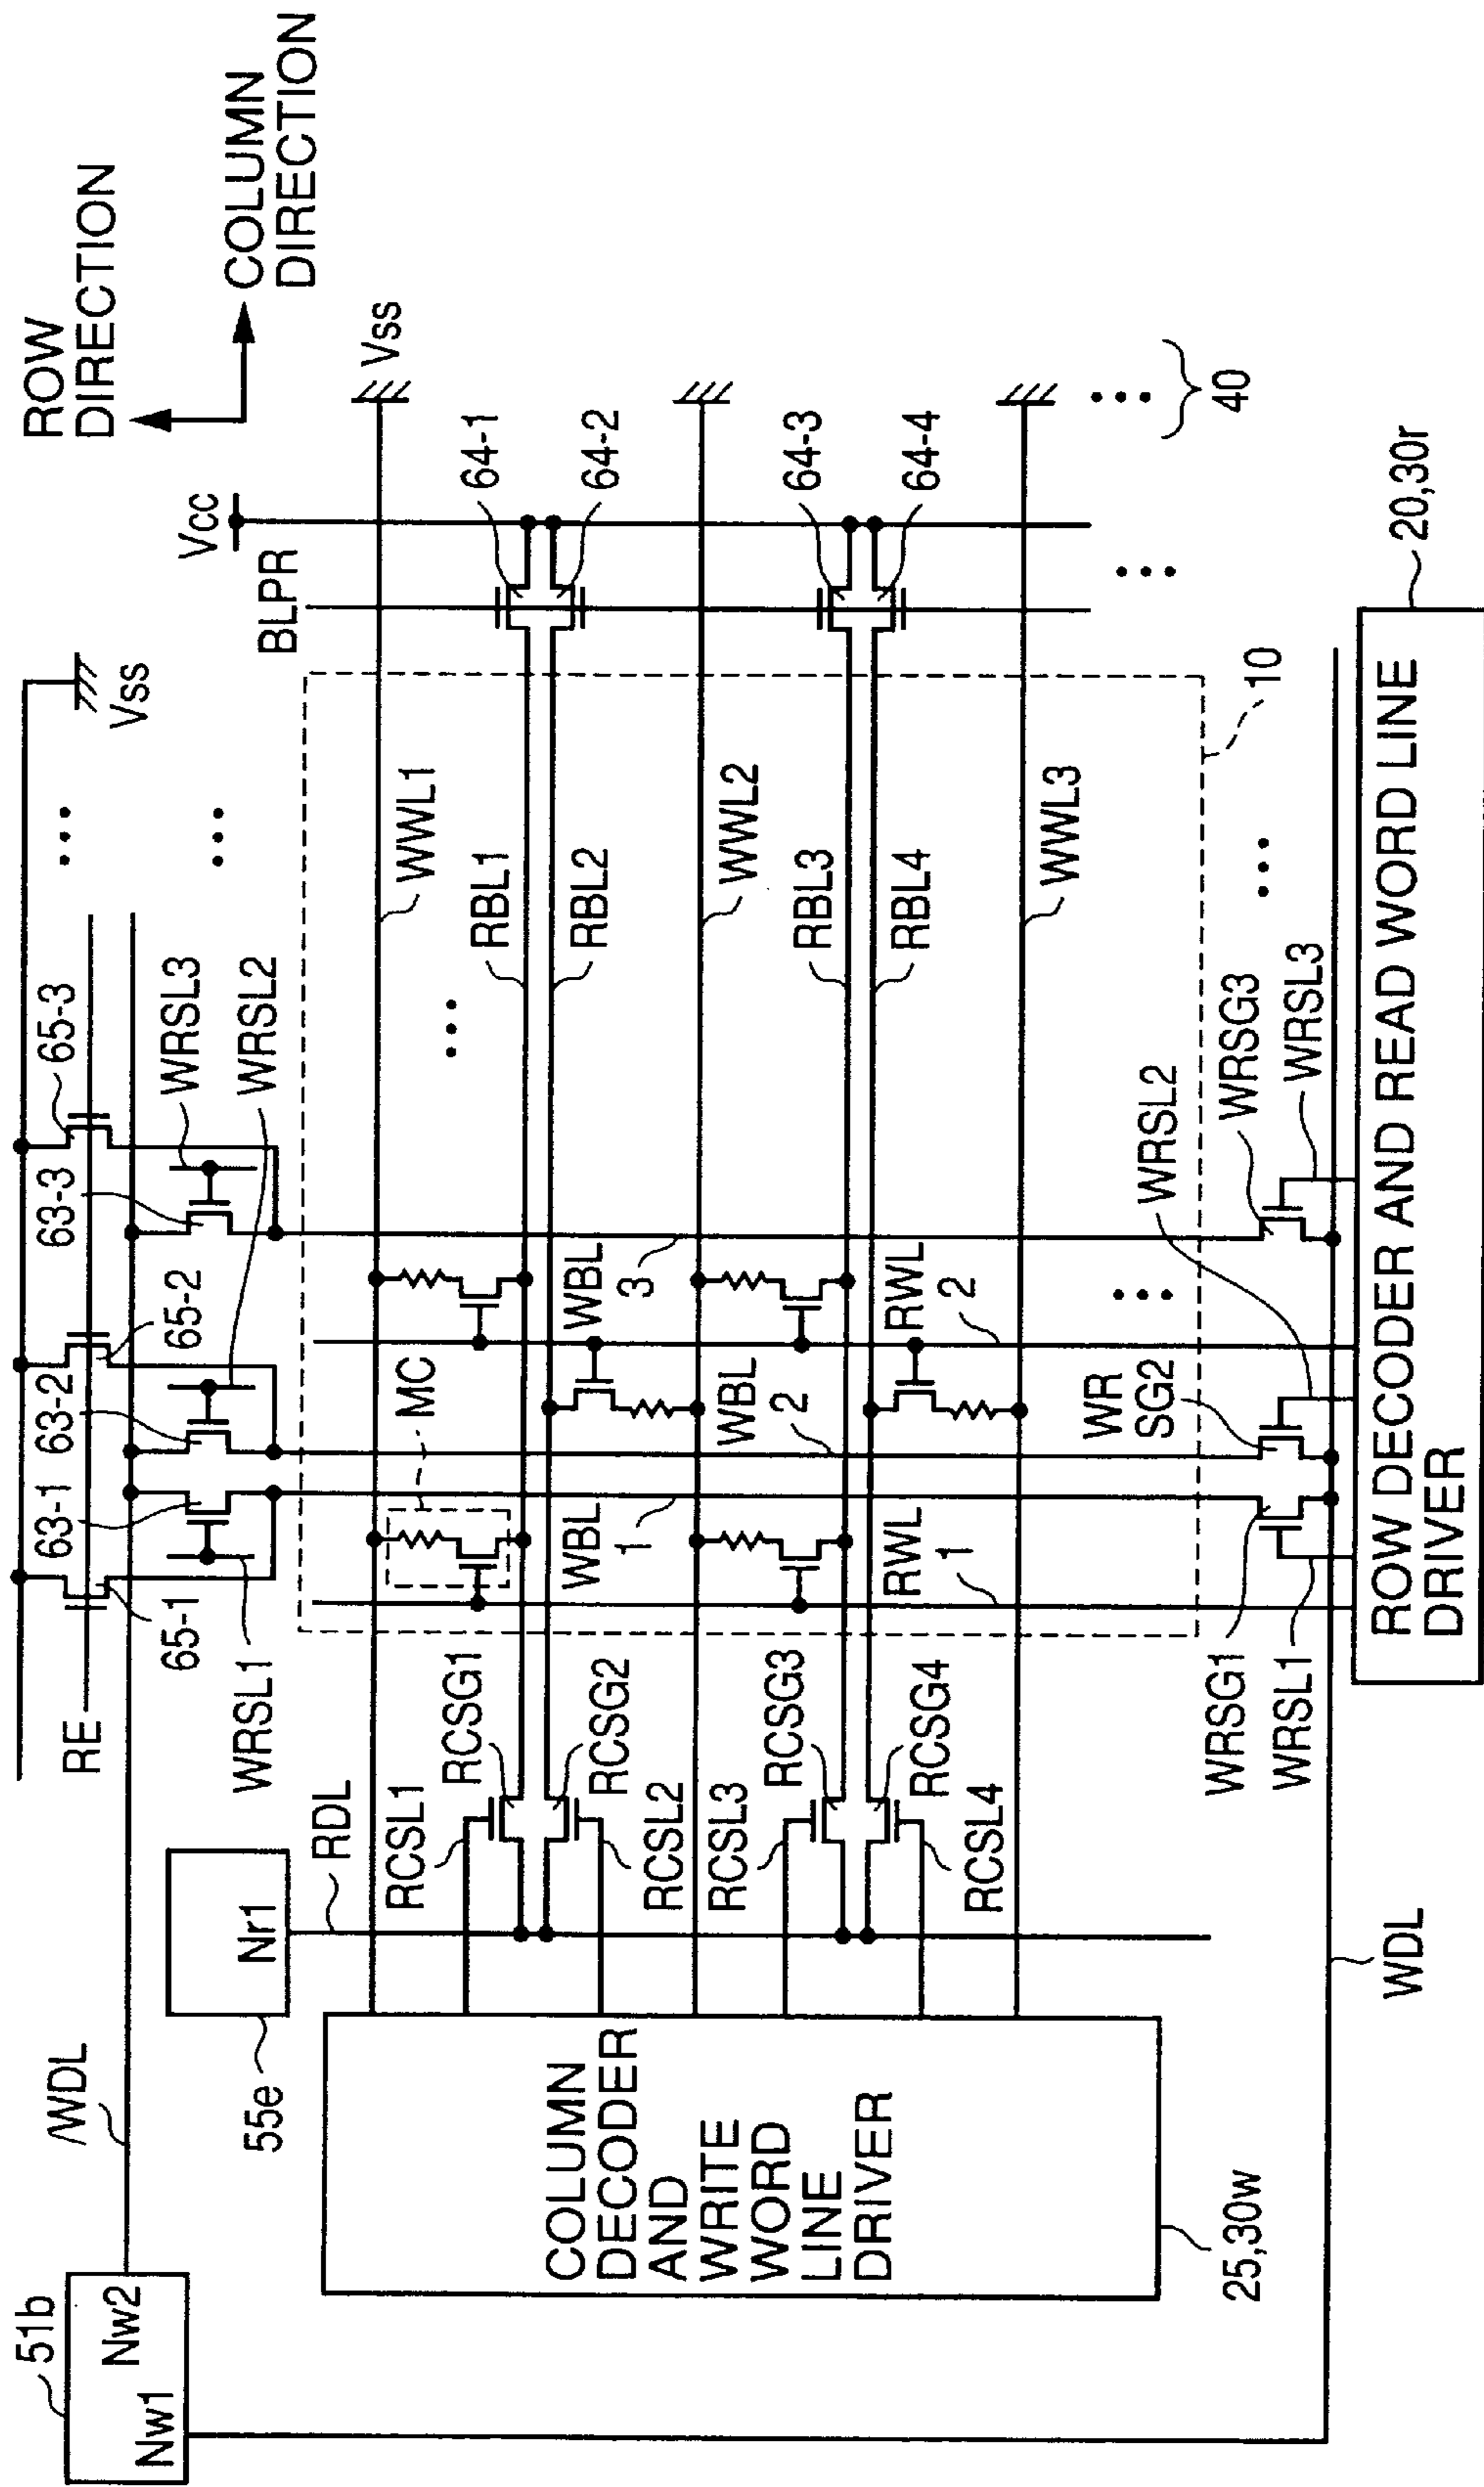 ROW
DIRECTION
COLUMN
DIRECTION
51b
Nw1
Nw2
/WDL
55e
Nr1
RDL
RE
65-1
WRSL1
63-1
63-2
65-2
63-3
65-3
WRSL3
WRSL2
Vss
Vcc
BLPR
Vss
COLUMN
DECODER
AND
WRITE
WORD
LINE
DRIVER
25,30w
RCSL1
RCSG1
RCSG2
RCSL2
RCSL3
RCSG3
RCSG4
RCSL4
MC
WBL
1
WBL
2
WBL
3
RWL
1
RWL
2
WWL1
RBL1
RBL2
WWL2
RBL3
RBL4
WWL3
64-1
64-2
64-3
64-4
40
10
WDL
WRSG1
WRSL1
WR
SG2
WRSL2
WRSG3
WRSL3
ROW DECODER AND READ WORD LINE
DRIVER
20,30r